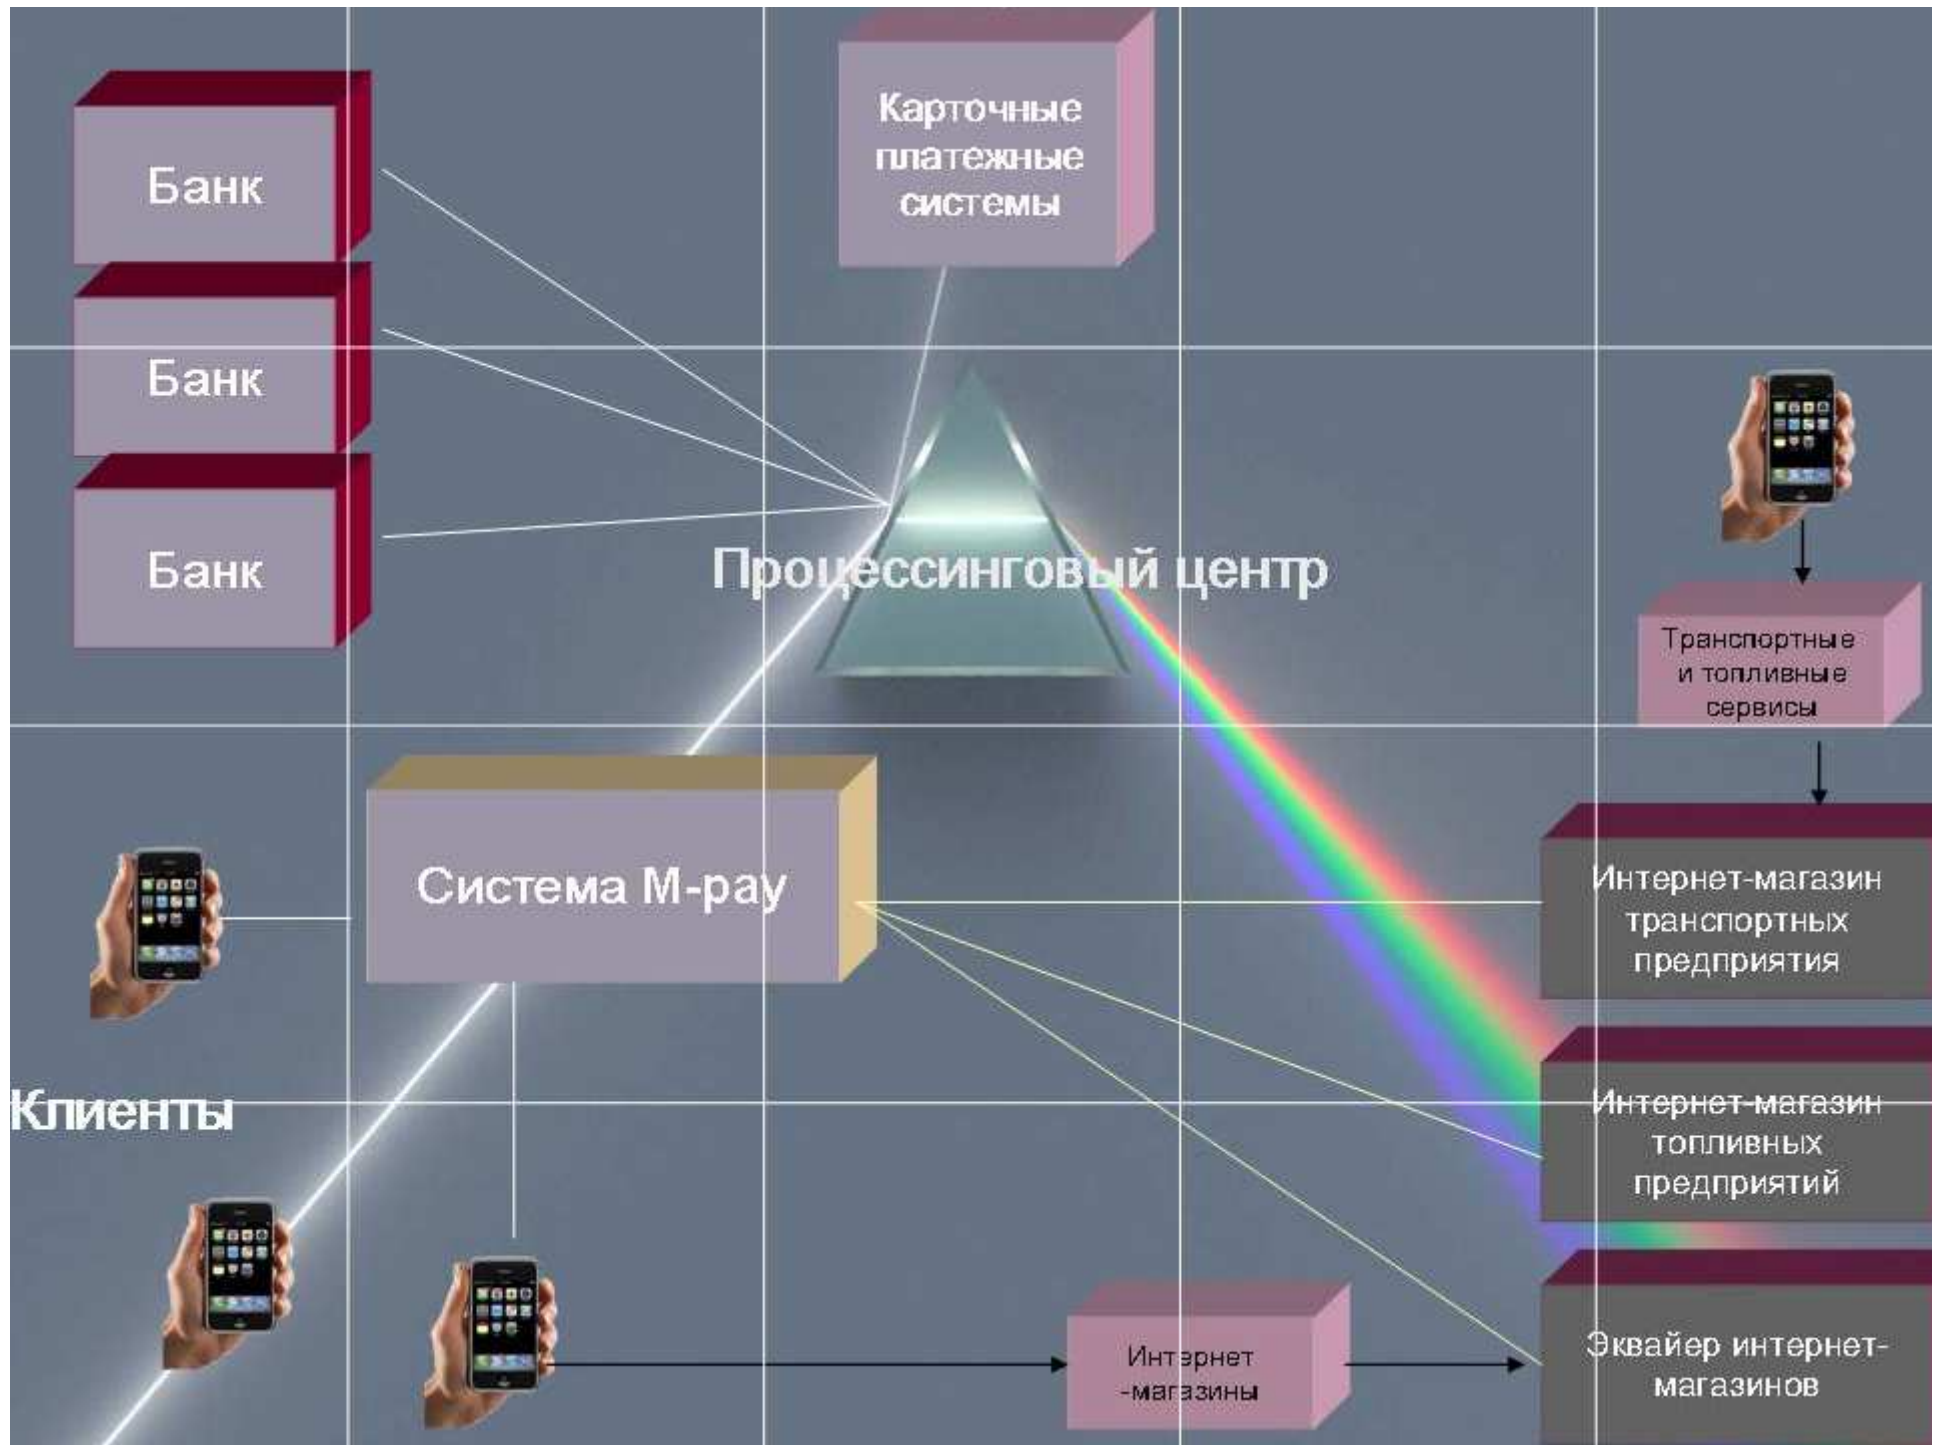 Банк
Банк
Банк
Карточные
платежные
системы
Процессинговый центр
Транспортные
и топливные
сервисы
Система M-pay
Интернет-магазин
транспортных
предприятия
Клиенты
Интернет-магазин
топливных
предприятий
Интернет
-магазины
Эквайер интернет-
магазинов